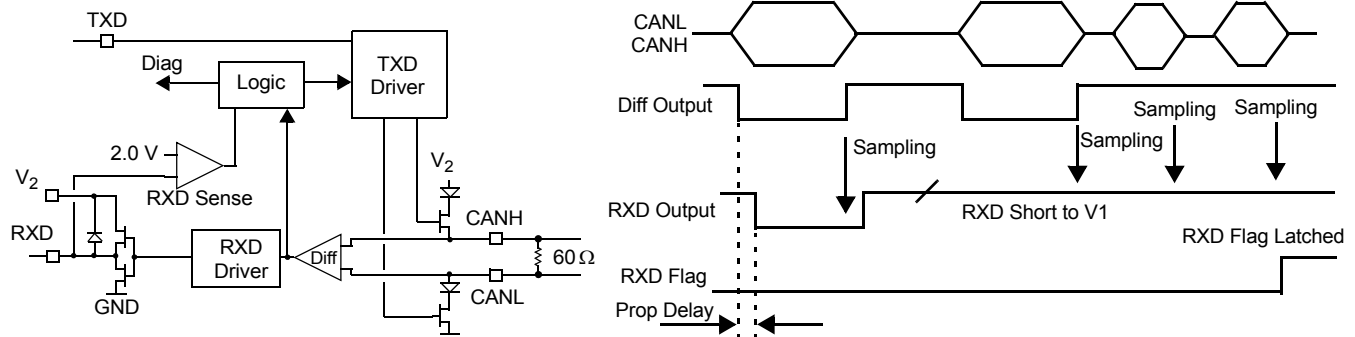 TXD
Diag
Logic
TXD
Driver
2.0 V
V2
RXD Sense
V2
CANH
RXD
RXD
Driver
Diff
60 Ω
GND
CANL
CANL
CANH
Diff Output
Sampling
Sampling
Sampling
Sampling
RXD Output
RXD Short to V1
RXD Flag Latched
RXD Flag
Prop Delay